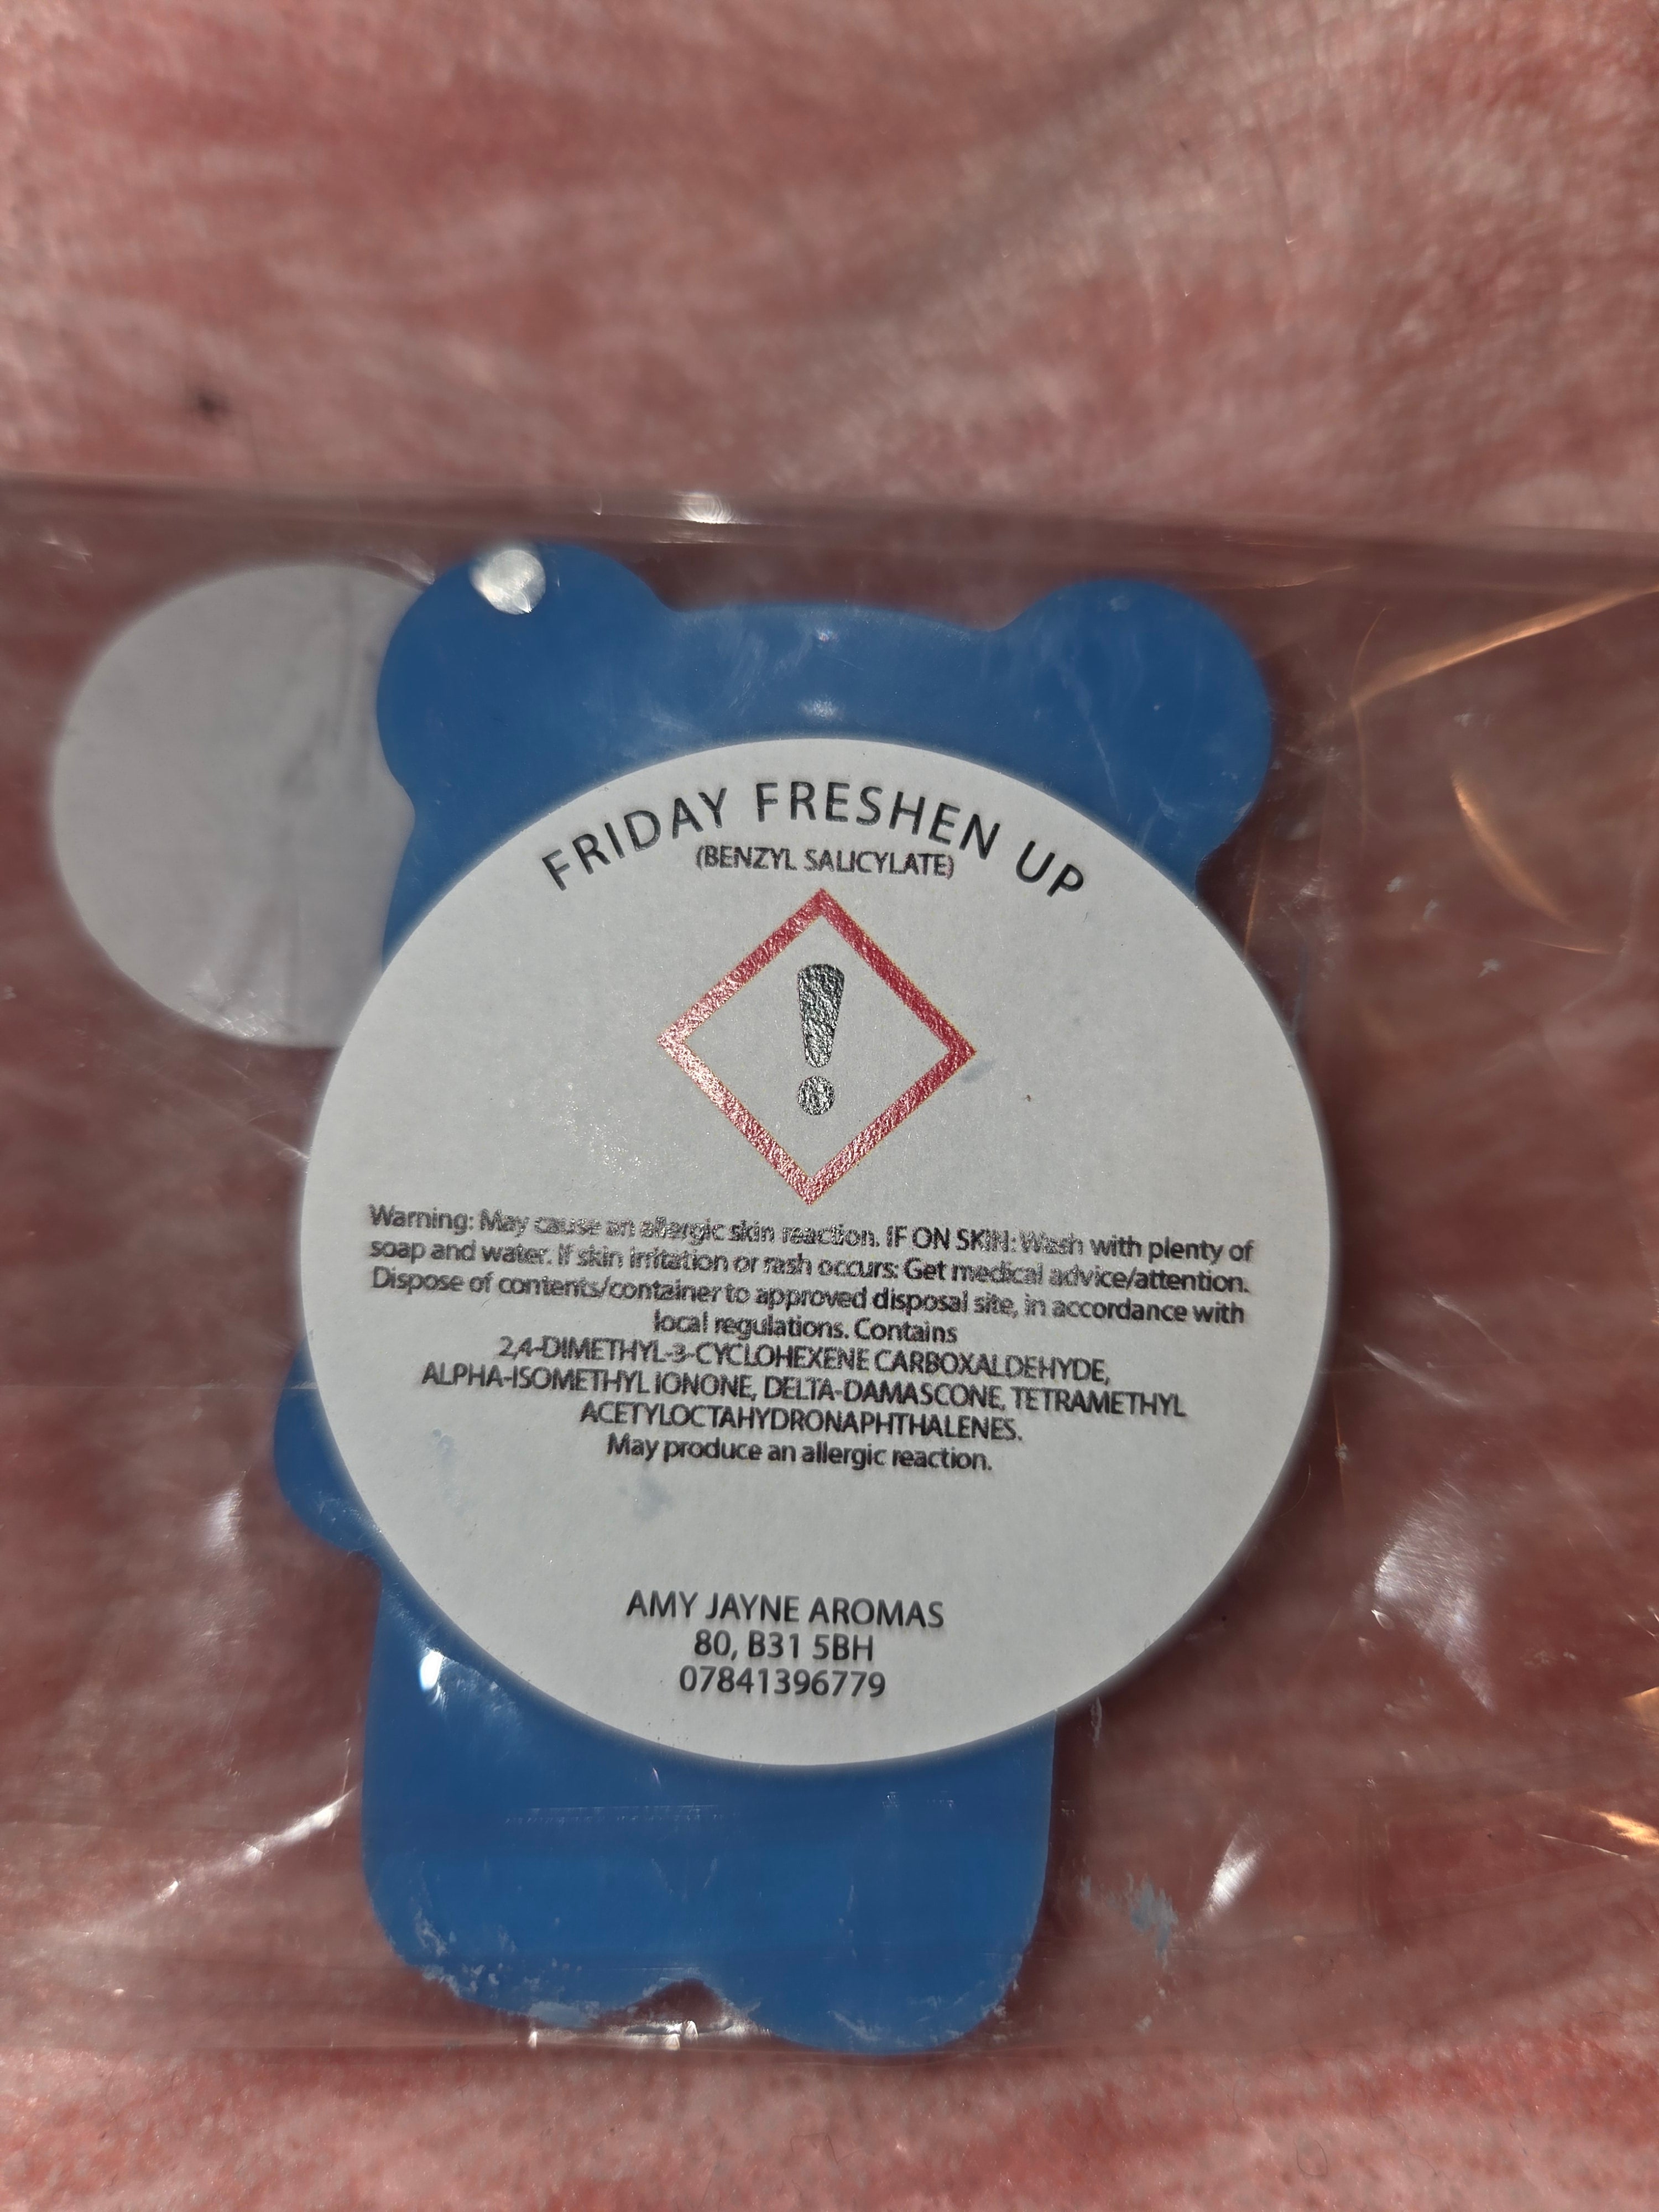 FRIDAY FRESHEN UP
(BENZYL SALICYLATE)
!
Warning: May cause an allergic skin reaction. IF ON SKIN: Wash with plenty of
soap and water. If skin irritation or rash occurs: Get medical advice/attention.
Dispose of contents/container to approved disposal site, in accordance with
local regulations. Contains
2,4-DIMETHYL-3-CYCLOHEXENE CARBOXALDEHYDE,
ALPHA-ISOMETHYL IONONE, DELTA-DAMASCONE, TETRAMETHYL
ACETYLOCTAHYDRONAPHTHALENES.
May produce an allergic reaction.
AMY JAYNE AROMAS
80, B31 5BH
07841396779